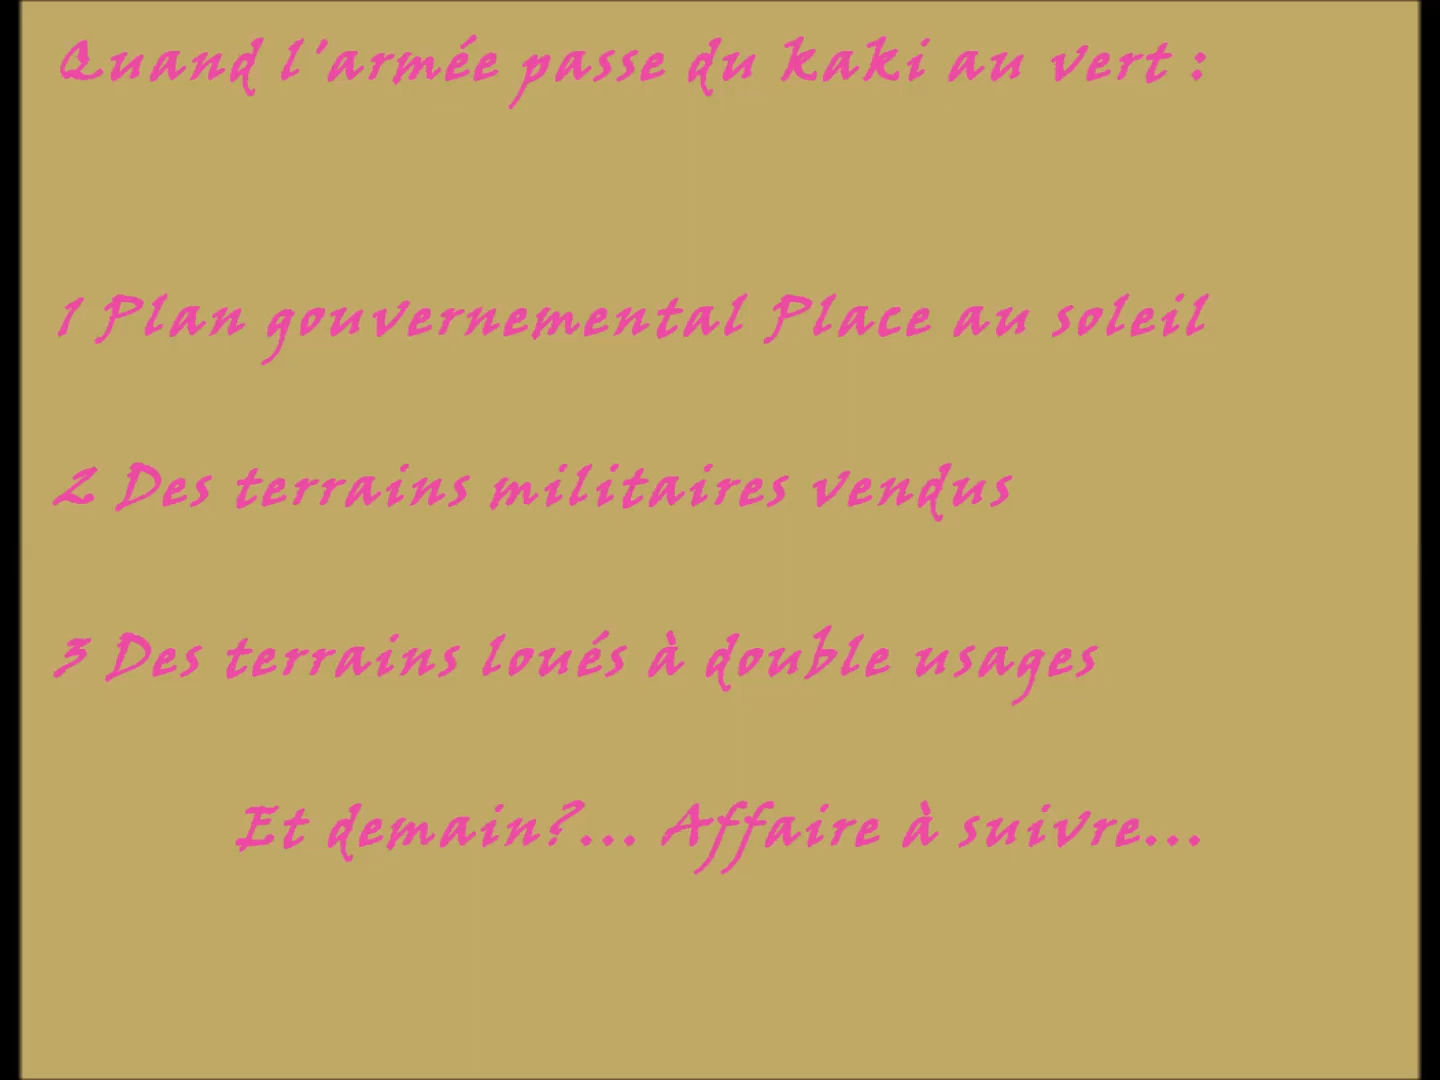 Quand l'armée passe du kaki au vert :
1 Plan gouvernemental Place au soleil
2 Des terrains militaires vendus
3 Des terrains loués à double usages
Et demain?... Affaire à suivre...